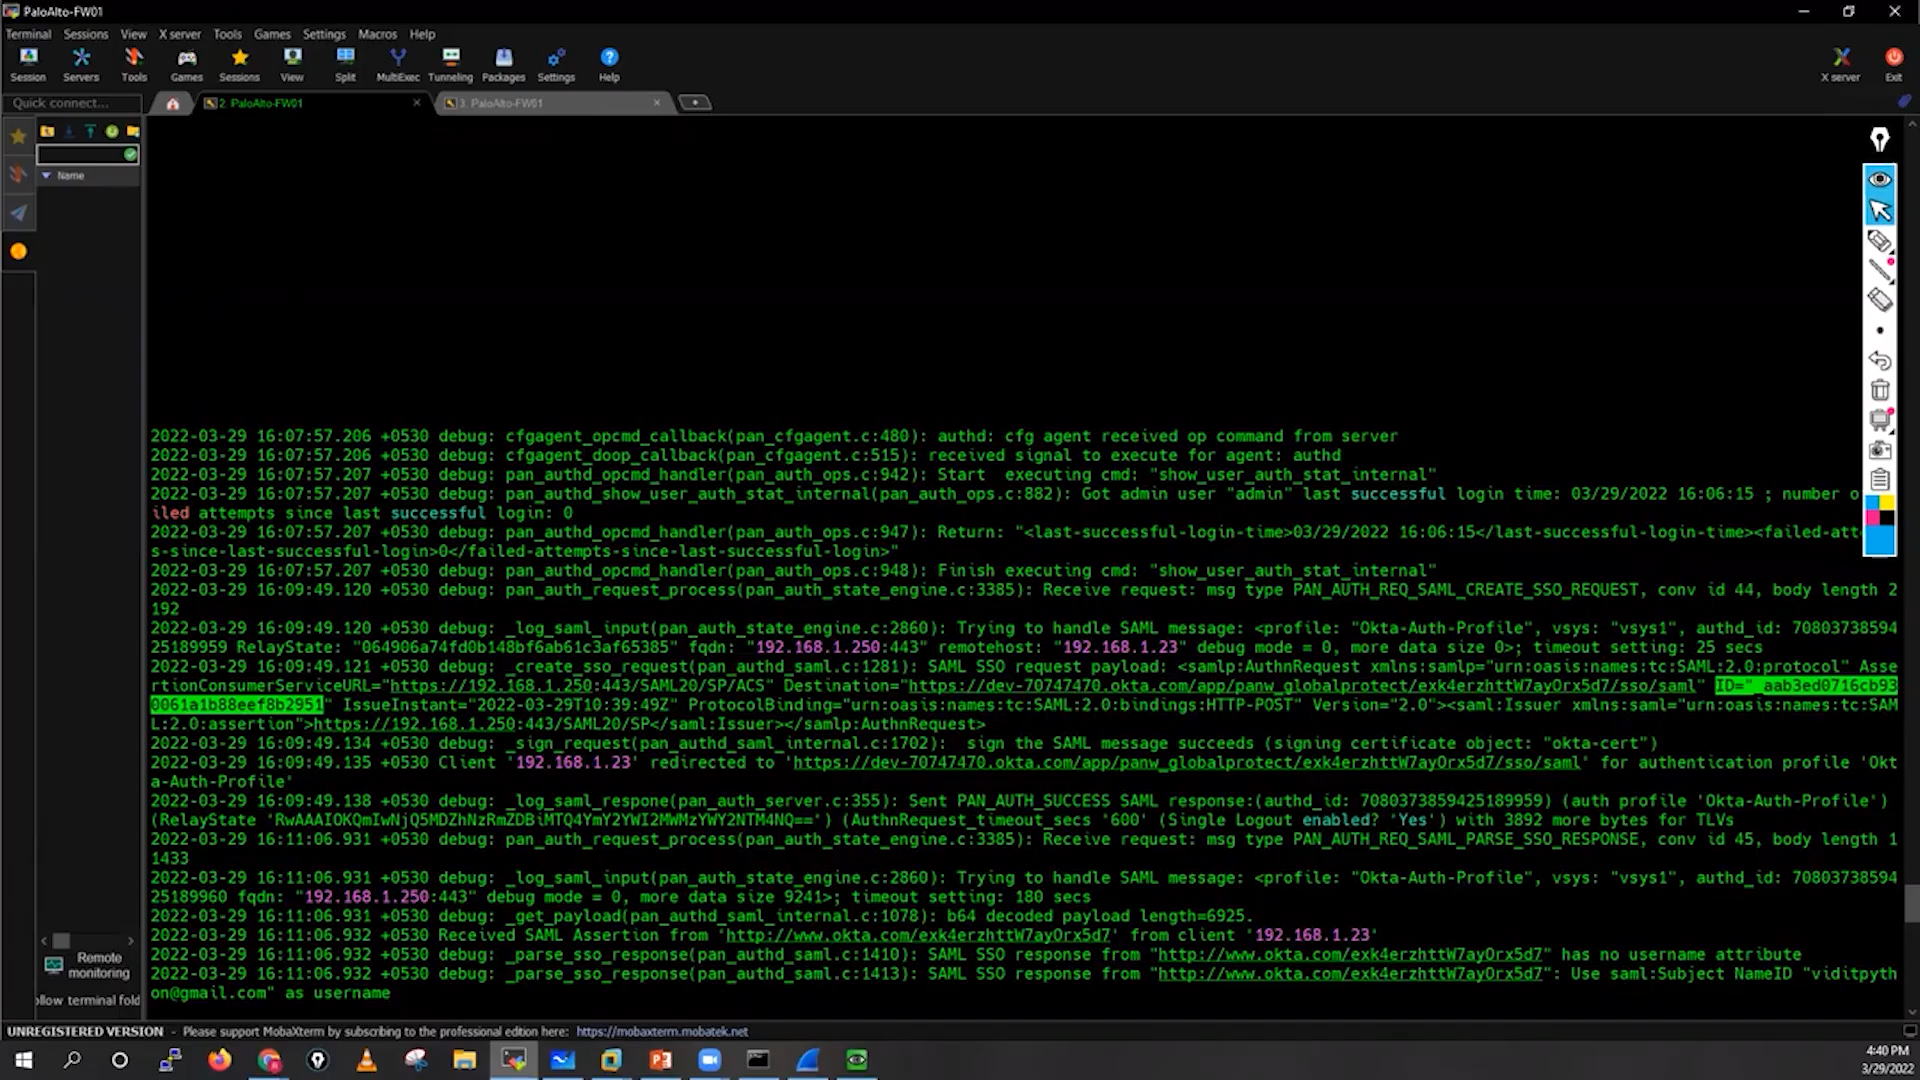 PaloAlto-FW01
Terminal Sessions View X server Tools Games Settings Macros Help
Session Servers Tools Games Sessions View Split MultiExec Tunneling Packages Settings Help X server Exit
Quick connect... 2. PaloAlto-FW01 3. PaloAlto-FW01
Name
2022-03-29 16:07:57.206 +0530 debug: cfgagent_opcmd_callback(pan_cfgagent.c:480): authd: cfg agent received op command from server
2022-03-29 16:07:57.206 +0530 debug: cfgagent_doop_callback(pan_cfgagent.c:515): received signal to execute for agent: authd
2022-03-29 16:07:57.207 +0530 debug: pan_authd_opcmd_handler(pan_auth_ops.c:942): Start  executing cmd: "show_user_auth_stat_internal"
2022-03-29 16:07:57.207 +0530 debug: pan_authd_show_user_auth_stat_internal(pan_auth_ops.c:882): Got admin user "admin" last successful login time: 03/29/2022 16:06:15 ; number o
iled attempts since last successful login: 0
2022-03-29 16:07:57.207 +0530 debug: pan_authd_opcmd_handler(pan_auth_ops.c:947): Return: "<last-successful-login-time>03/29/2022 16:06:15</last-successful-login-time><failed-att
s-since-last-successful-login>0</failed-attempts-since-last-successful-login>"
2022-03-29 16:07:57.207 +0530 debug: pan_authd_opcmd_handler(pan_auth_ops.c:948): Finish executing cmd: "show_user_auth_stat_internal"
2022-03-29 16:09:49.120 +0530 debug: pan_auth_request_process(pan_auth_state_engine.c:3385): Receive request: msg type PAN_AUTH_REQ_SAML_CREATE_SSO_REQUEST, conv id 44, body length 2
192
2022-03-29 16:09:49.120 +0530 debug: _log_saml_input(pan_auth_state_engine.c:2860): Trying to handle SAML message: <profile: "Okta-Auth-Profile", vsys: "vsys1", authd_id: 70803738594
25189959 RelayState: "064906a74fd0b148bf6ab61c3af65385" fqdn: "192.168.1.250:443" remotehost: "192.168.1.23" debug mode = 0, more data size 0>; timeout setting: 25 secs
2022-03-29 16:09:49.121 +0530 debug: _create_sso_request(pan_authd_saml.c:1281): SAML SSO request payload: <samlp:AuthnRequest xmlns:samlp="urn:oasis:names:tc:SAML:2.0:protocol" Asse
rtionConsumerServiceURL="https://192.168.1.250:443/SAML20/SP/ACS" Destination="https://dev-70747470.okta.com/app/panw_globalprotect/exk4erzhttW7ayOrx5d7/sso/saml" ID="_aab3ed0716cb93
0061a1b88eef8b2951" IssueInstant="2022-03-29T10:39:49Z" ProtocolBinding="urn:oasis:names:tc:SAML:2.0:bindings:HTTP-POST" Version="2.0"><saml:Issuer xmlns:saml="urn:oasis:names:tc:SAM
L:2.0:assertion">https://192.168.1.250:443/SAML20/SP</saml:Issuer></samlp:AuthnRequest>
2022-03-29 16:09:49.134 +0530 debug: _sign_request(pan_authd_saml_internal.c:1702):  sign the SAML message succeeds (signing certificate object: "okta-cert")
2022-03-29 16:09:49.135 +0530 Client '192.168.1.23' redirected to 'https://dev-70747470.okta.com/app/panw_globalprotect/exk4erzhttW7ayOrx5d7/sso/saml' for authentication profile 'Okt
a-Auth-Profile'
2022-03-29 16:09:49.138 +0530 debug: _log_saml_respone(pan_auth_server.c:355): Sent PAN_AUTH_SUCCESS SAML response:(authd_id: 7080373859425189959) (auth profile 'Okta-Auth-Profile')
(RelayState 'RwAAAIOKQmIwNjQ5MDZhNzRmZDBiMTQ4YmY2YWI2MWMzYWY2NTM4NQ==') (AuthnRequest_timeout_secs '600' (Single Logout enabled? 'Yes') with 3892 more bytes for TLVs
2022-03-29 16:11:06.931 +0530 debug: pan_auth_request_process(pan_auth_state_engine.c:3385): Receive request: msg type PAN_AUTH_REQ_SAML_PARSE_SSO_RESPONSE, conv id 45, body length 1
1433
2022-03-29 16:11:06.931 +0530 debug: _log_saml_input(pan_auth_state_engine.c:2860): Trying to handle SAML message: <profile: "Okta-Auth-Profile", vsys: "vsys1", authd_id: 70803738594
25189960 fqdn: "192.168.1.250:443" debug mode = 0, more data size 9241>; timeout setting: 180 secs
2022-03-29 16:11:06.931 +0530 debug: _get_payload(pan_authd_saml_internal.c:1078): b64 decoded payload length=6925.
2022-03-29 16:11:06.932 +0530 Received SAML Assertion from 'http://www.okta.com/exk4erzhttW7ayOrx5d7' from client '192.168.1.23'
2022-03-29 16:11:06.932 +0530 debug: _parse_sso_response(pan_authd_saml.c:1410): SAML SSO response from "http://www.okta.com/exk4erzhttW7ayOrx5d7" has no username attribute
2022-03-29 16:11:06.932 +0530 debug: _parse_sso_response(pan_authd_saml.c:1413): SAML SSO response from "http://www.okta.com/exk4erzhttW7ayOrx5d7": Use saml:Subject NameID "viditpyth
on@gmail.com" as username
Remote
monitoring
ollow terminal fold
UNREGISTERED VERSION - Please support MobaXterm by subscribing to the professional edition here: https://mobaxterm.mobatek.net
4:40 PM
3/29/2022